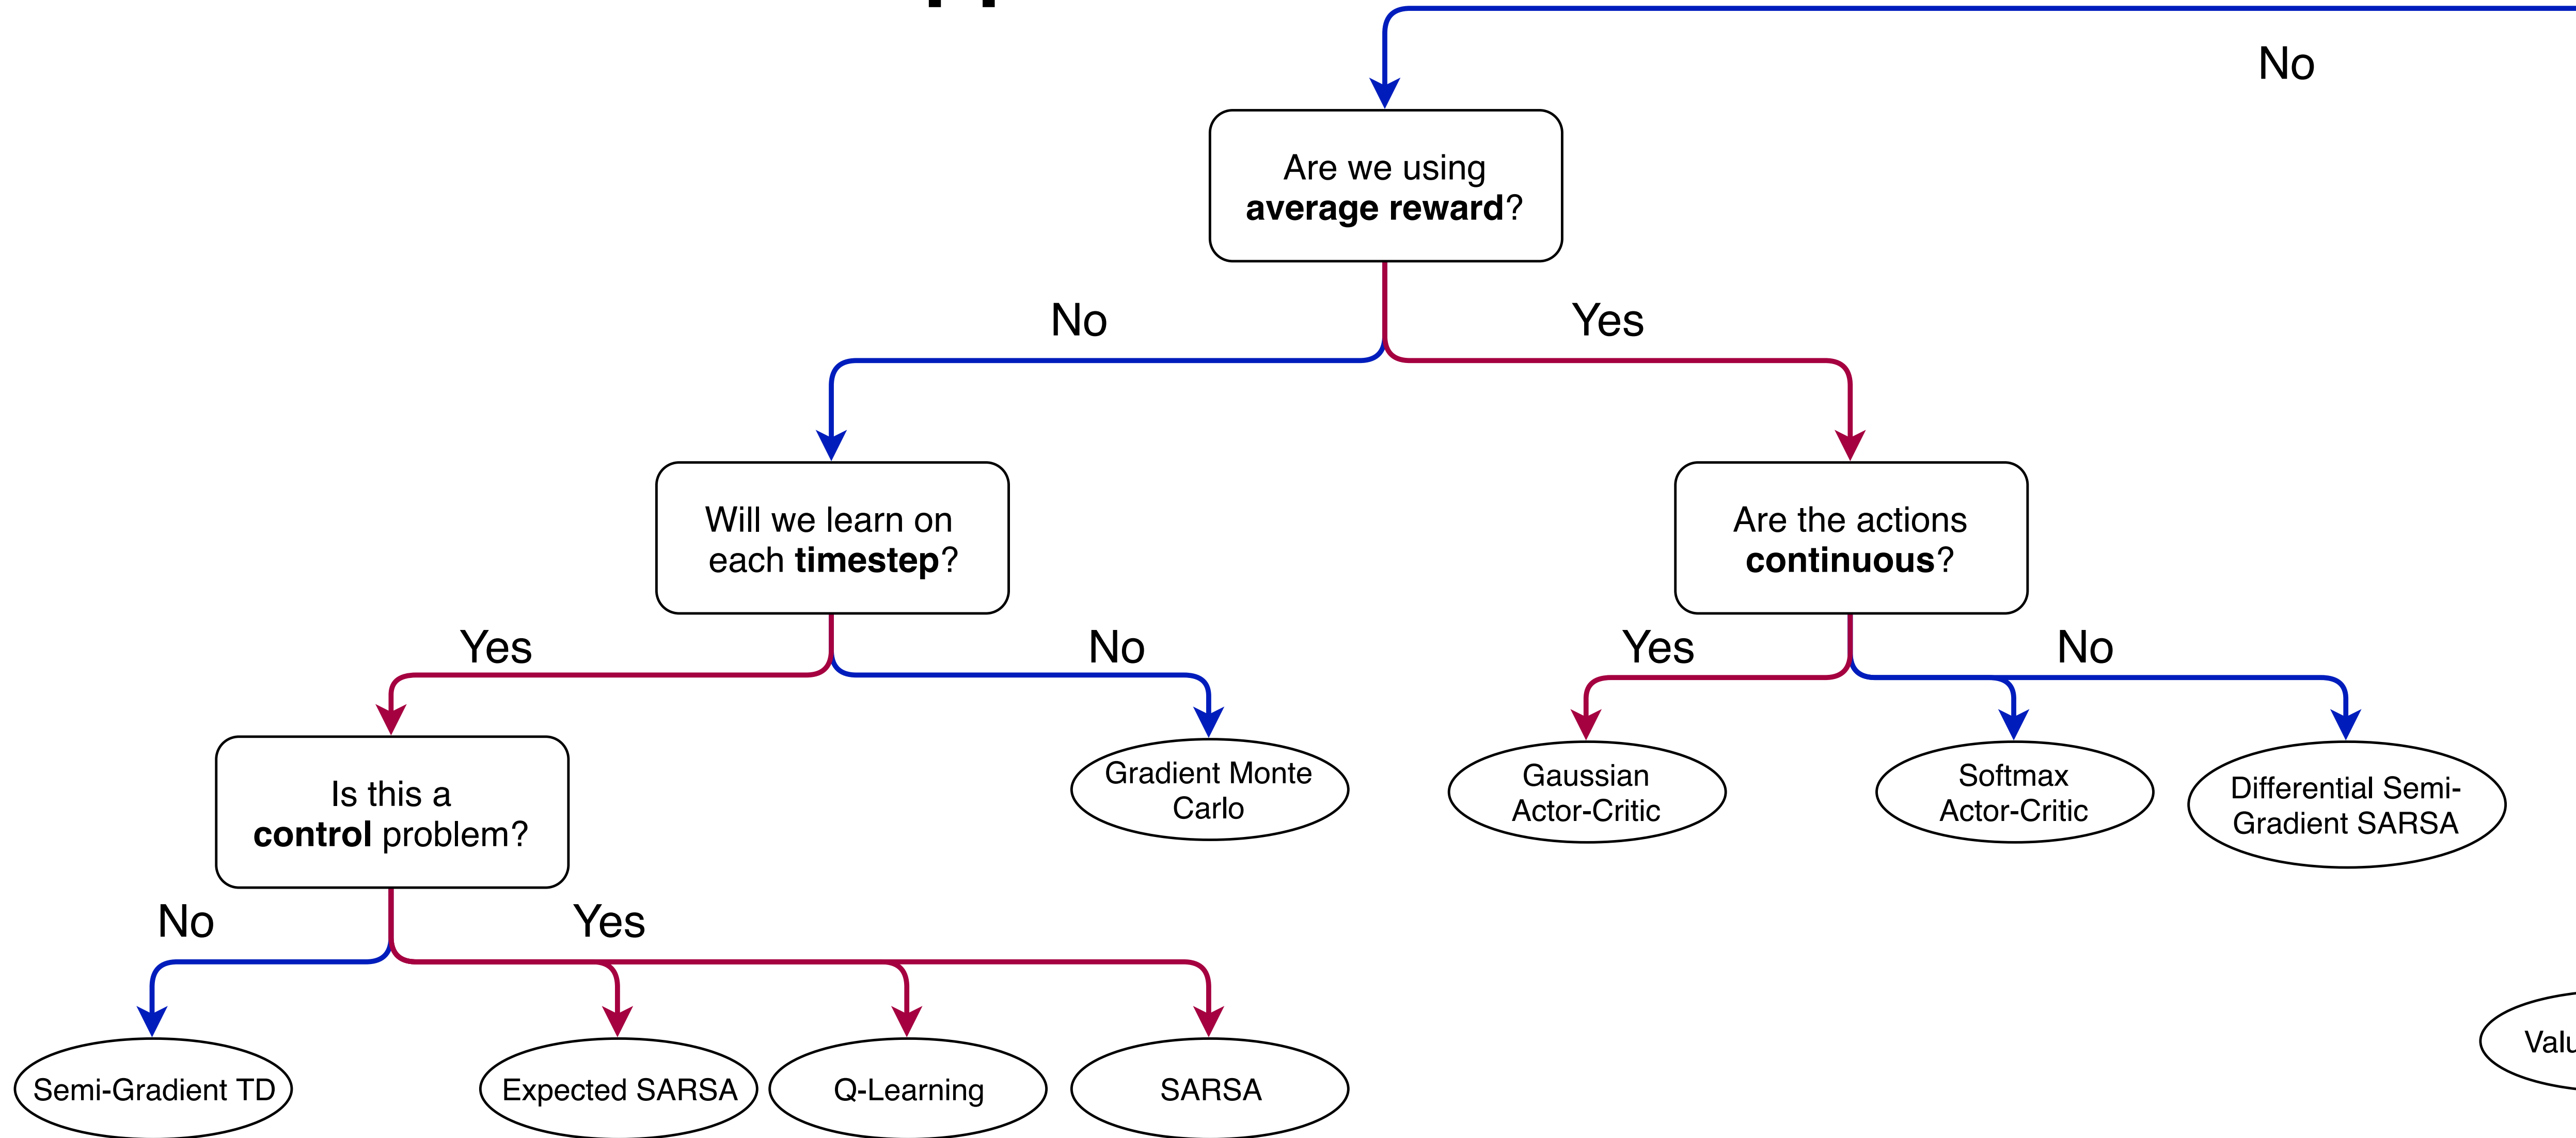 No
Are we using
average reward?
No
Yes
Will we learn on
each timestep?
Are the actions
continuous?
Yes
No
Yes
No
Is this a
control problem?
Gradient Monte
Carlo
Gaussian
Actor-Critic
Softmax
Actor-Critic
Differential Semi-
Gradient SARSA
No
Yes
Semi-Gradient TD
Expected SARSA
Q-Learning
SARSA